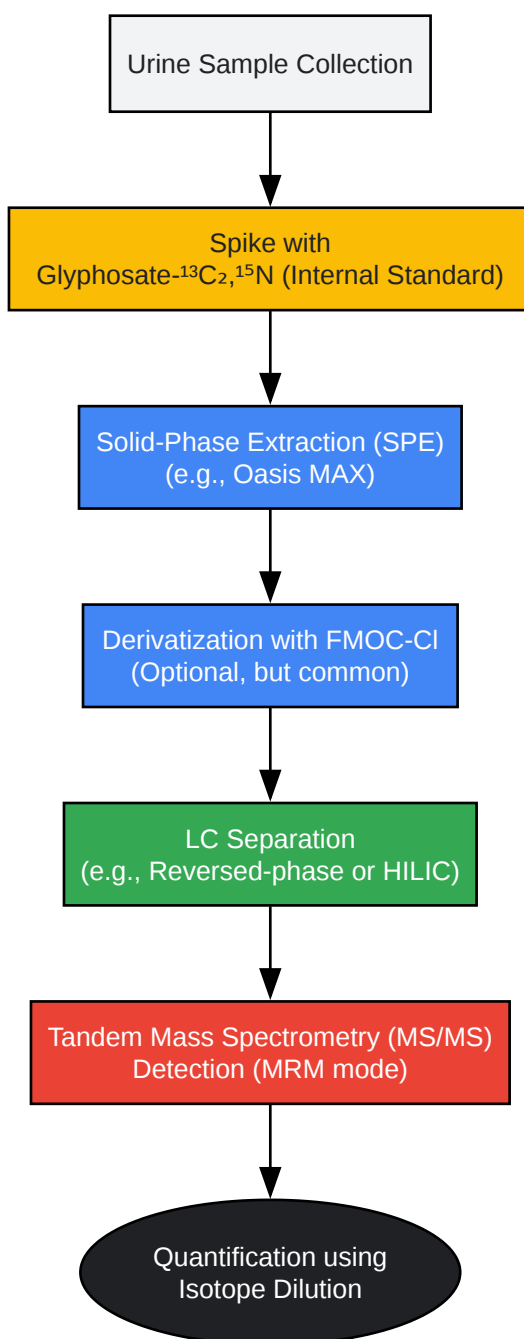 Urine Sample Collection
Spike with
Glyphosate-¹³C₂,¹⁵N (Internal Standard)
Solid-Phase Extraction (SPE)
(e.g., Oasis MAX)
Derivatization with FMOC-Cl
(Optional, but common)
LC Separation
(e.g., Reversed-phase or HILIC)
Tandem Mass Spectrometry (MS/MS)
Detection (MRM mode)
Quantification using
Isotope Dilution